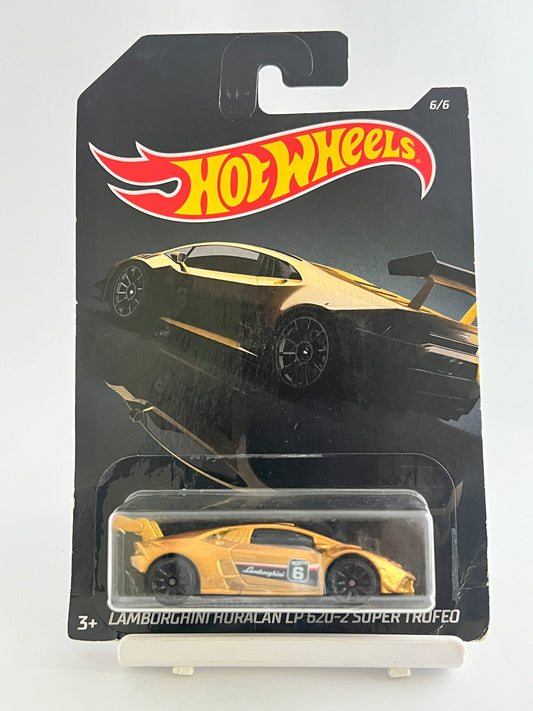 6/6
HOT WHEELS
Lamborghini 6
3+ LAMBORGHINI HURACAN LP 620-2 SUPER TROFEO